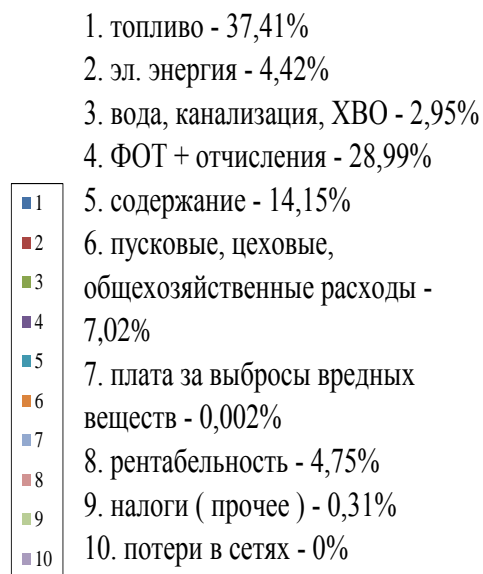 1. топливо - 37,41%
2. эл. энергия - 4,42%
3. вода, канализация, ХВО - 2,95%
4. ФОТ + отчисления - 28,99%
5. содержание - 14,15%
6. пусковые, цеховые,
общехозяйственные расходы -
7,02%
7. плата за выбросы вредных
веществ - 0,002%
8. рентабельность - 4,75%
9. налоги ( прочее ) - 0,31%
10. потери в сетях - 0%
1
2
3
4
5
6
7
8
9
10